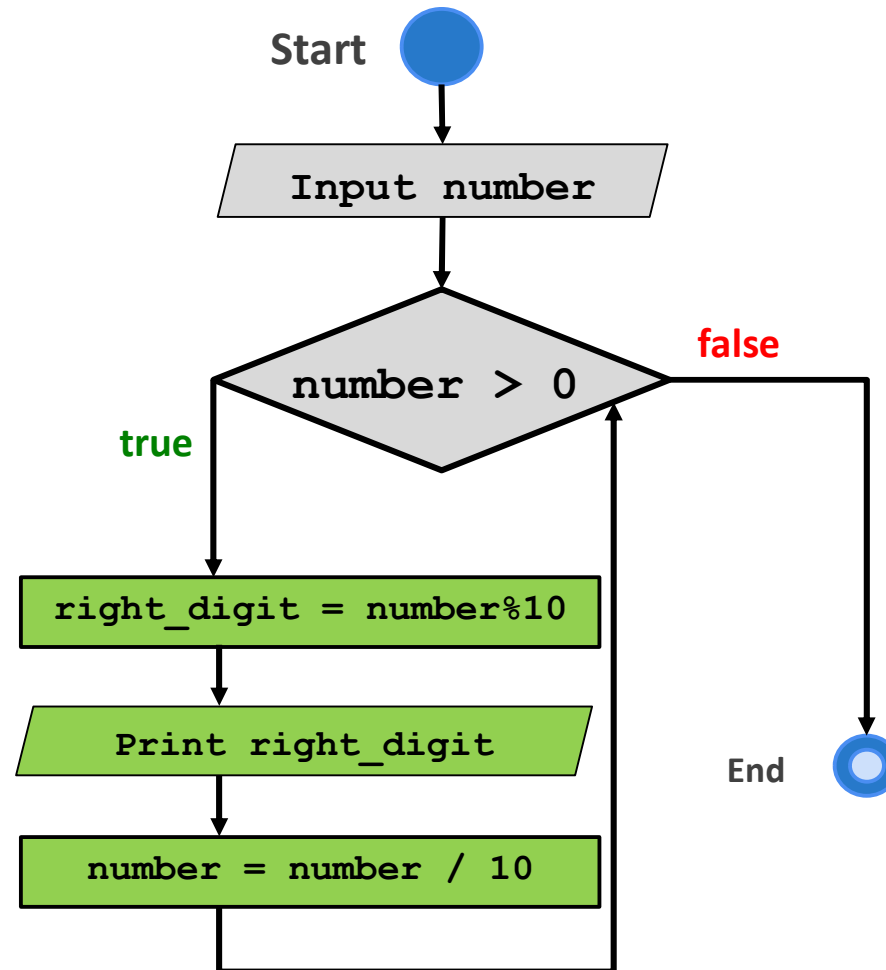 Start
Input number
number > 0
false
true
right_digit = number%10
Print right_digit
End
number = number / 10